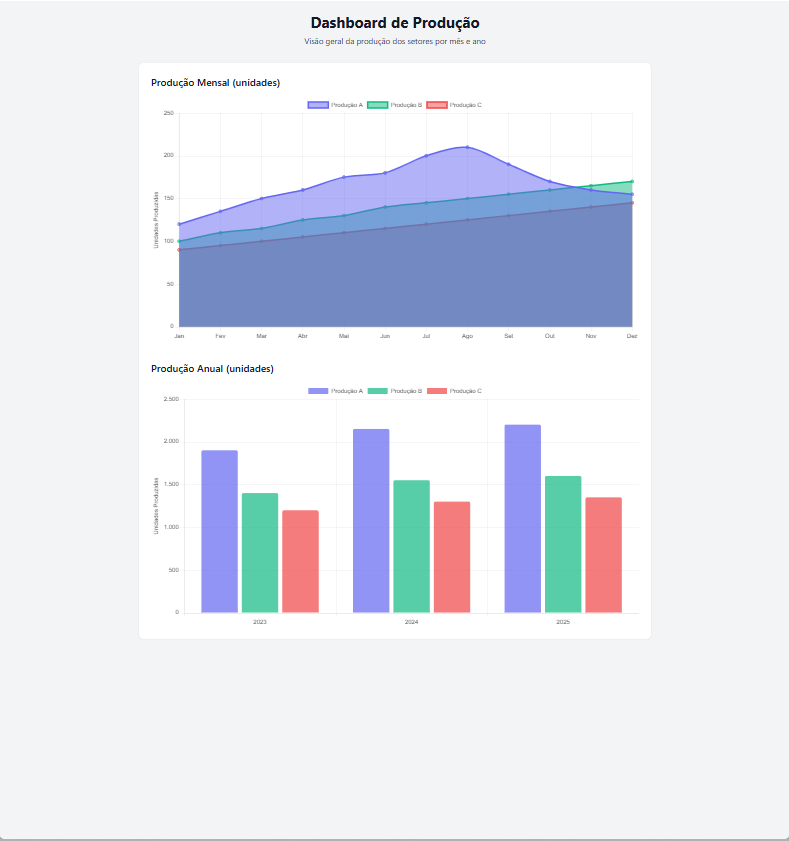 Dashboard de Produção
Visão geral da produção dos setores por mês e ano
Produção Mensal (unidades)
Produção A Produção B Produção C
250
200
150
100
50
0
Unidades Produzidas
Jan Fev Mar Abr Mai Jun Jul Ago Set Out Nov Dez
Produção Anual (unidades)
Produção A Produção B Produção C
2.500
2.000
1.500
1.000
500
0
Unidades Produzidas
2023 2024 2025